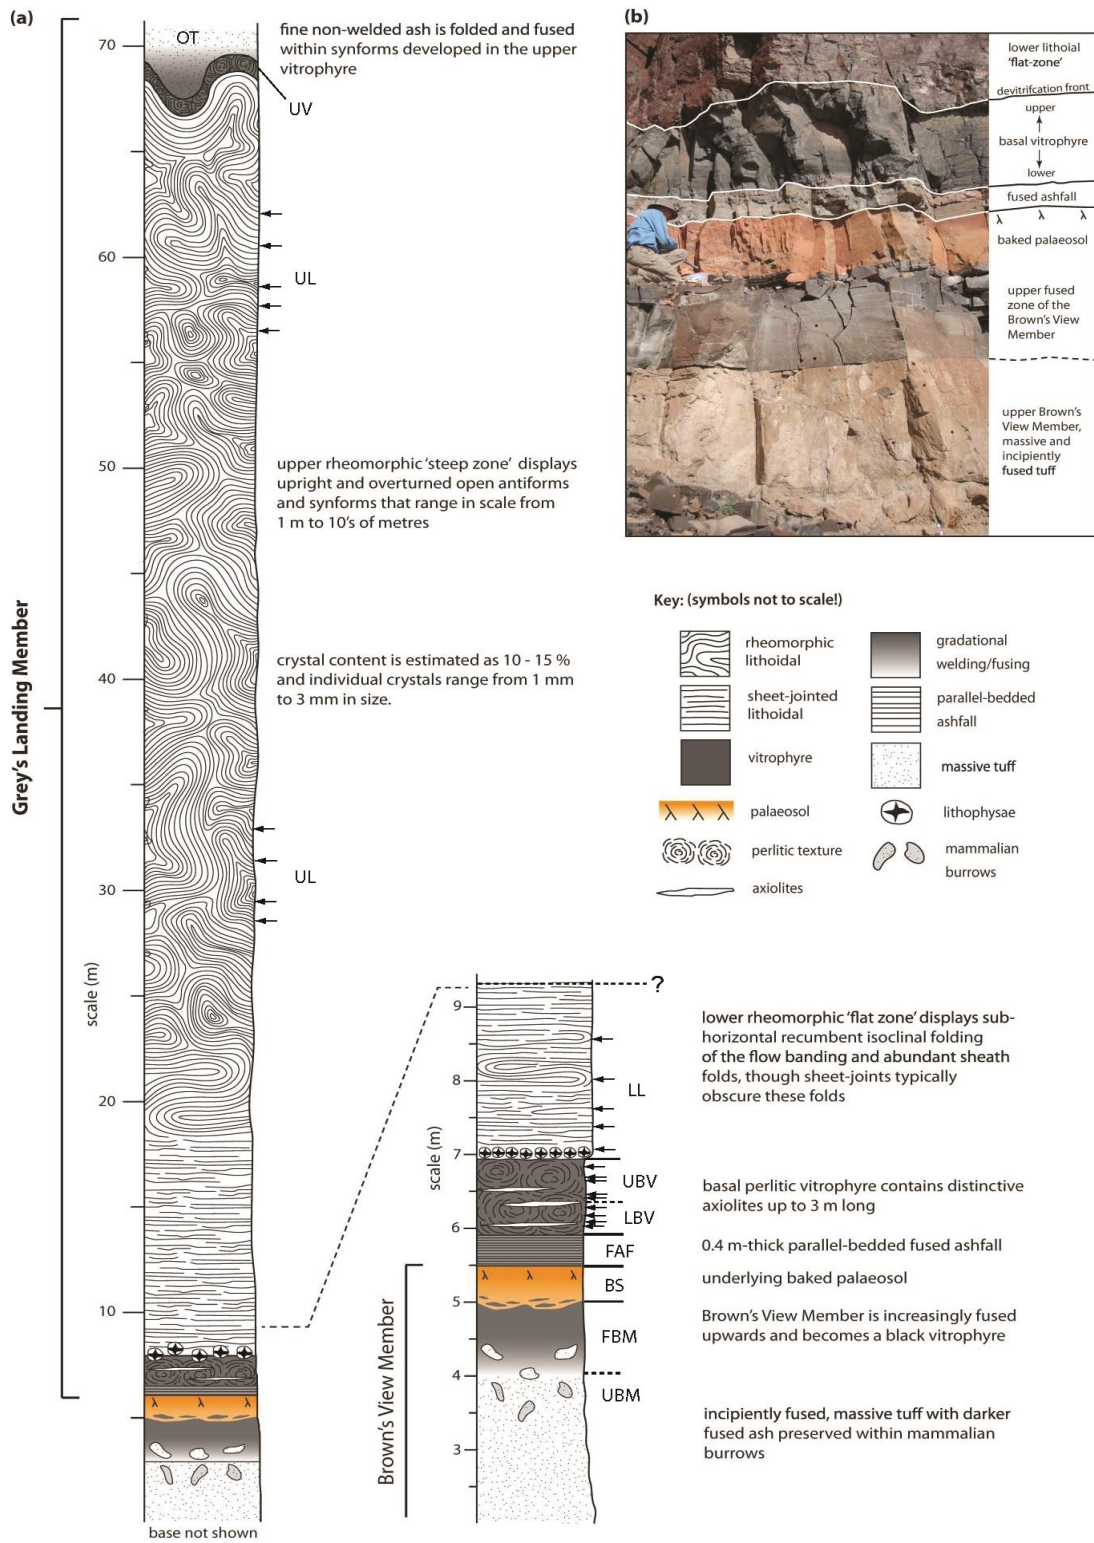 (a)
70
OT
fine non-welded ash is folded and fused
within synforms developed in the upper
vitrophyre
UV
60
UL
50
upper rheomorphic 'steep zone' displays
upright and overturned open antiforms
and synforms that range in scale from
1 m to 10's of metres
Grey's Landing Member
crystal content is estimated as 10 - 15 %
and individual crystals range from 1 mm
to 3 mm in size.
40
30
UL
scale (m)
20
10
base not shown
(b)
lower lithoial
'flat-zone'
devitrifcation front
upper
basal vitrophyre
lower
fused ashfall
baked palaeosol
upper fused
zone of the
Brown's View
Member
upper Brown's
View Member,
massive and
incipiently
fused tuff
Key: (symbols not to scale!)
rheomorphic
lithoidal
sheet-jointed
lithoidal
vitrophyre
palaeosol
perlitic texture
axiolites
gradational
welding/fusing
parallel-bedded
ashfall
massive tuff
lithophysae
mammalian
burrows
?
9
8
7
6
5
4
3
scale (m)
LL
UBV
LBV
FAF
BS
FBM
UBM
Brown's View Member
lower rheomorphic 'flat zone' displays sub-
horizontal recumbent isoclinal folding
of the flow banding and abundant sheath
folds, though sheet-joints typically
obscure these folds
basal perlitic vitrophyre contains distinctive
axiolites up to 3 m long
0.4 m-thick parallel-bedded fused ashfall
underlying baked palaeosol
Brown's View Member is increasingly fused
upwards and becomes a black vitrophyre
incipiently fused, massive tuff with darker
fused ash preserved within mammalian
burrows